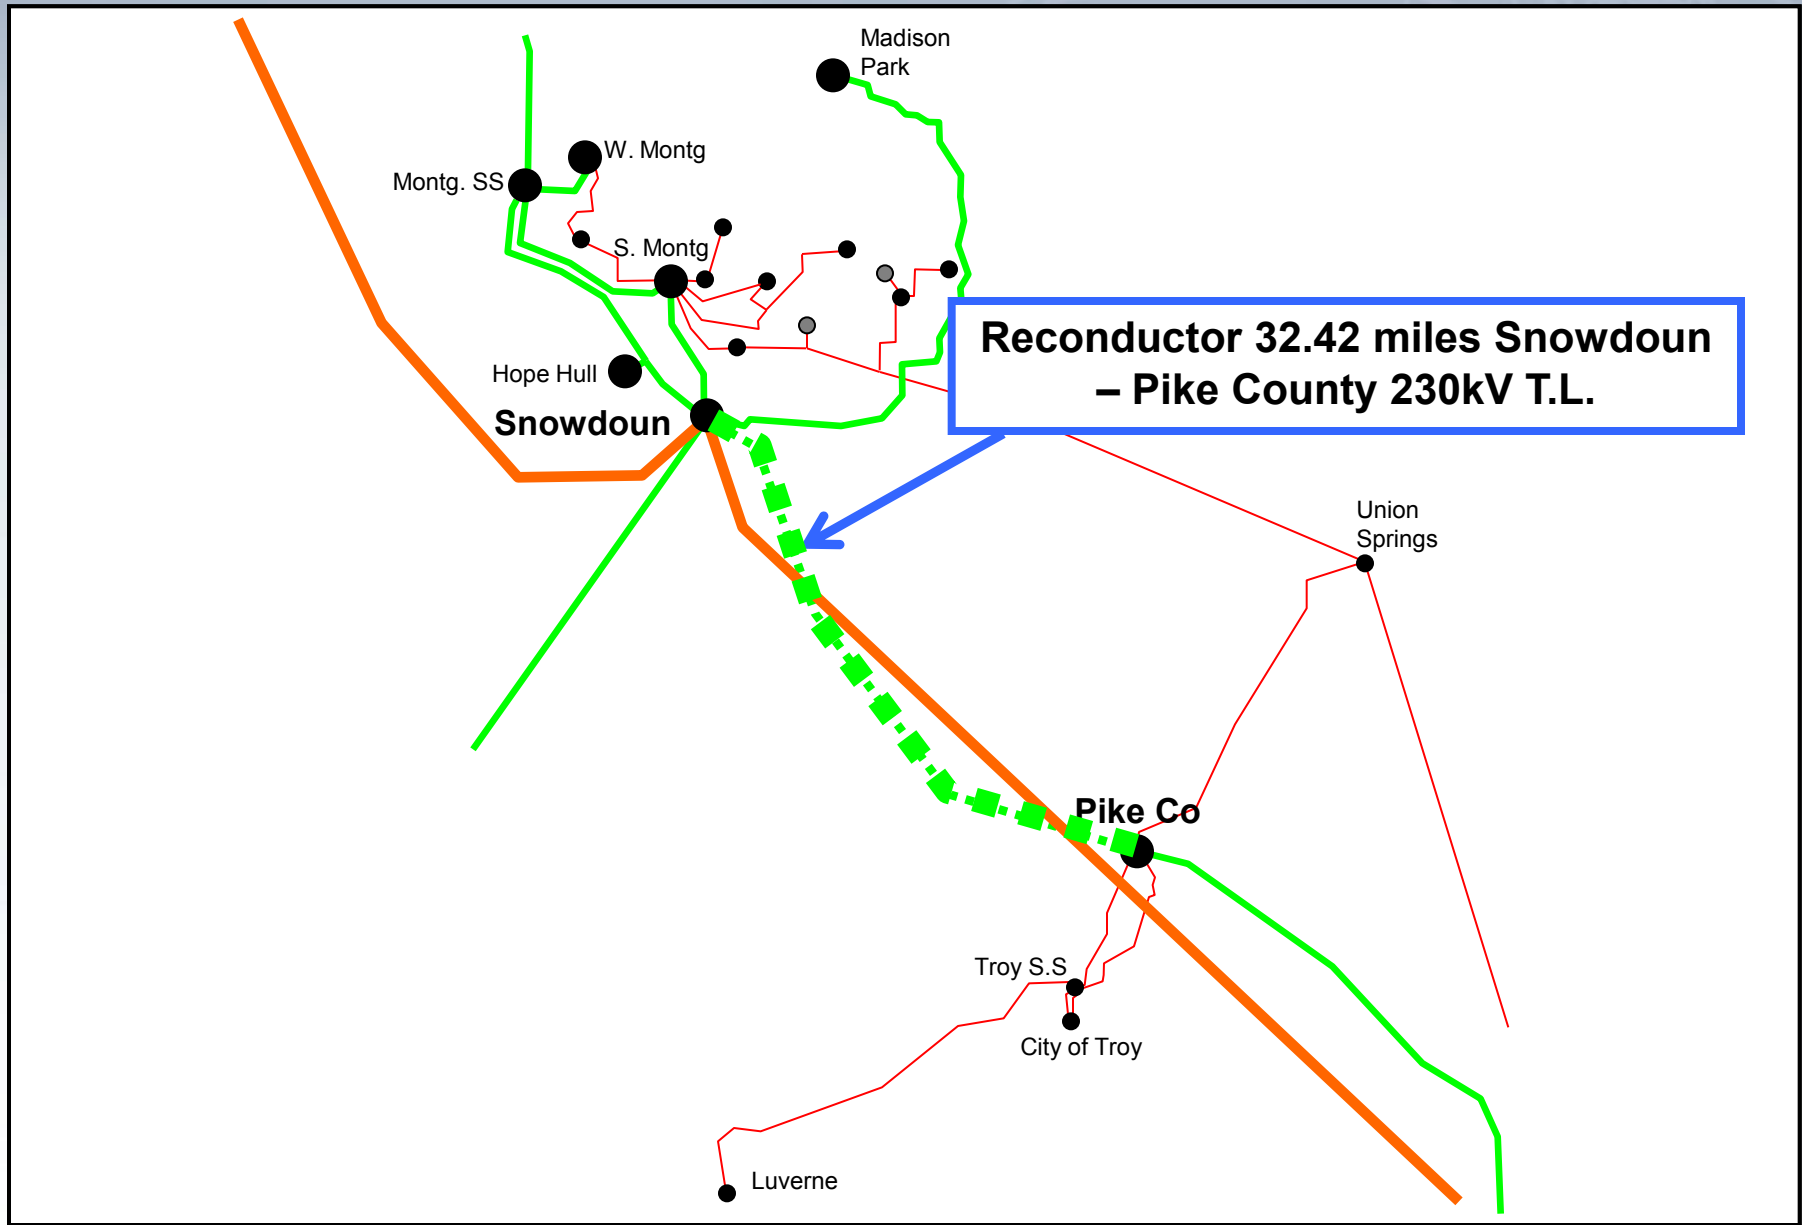 Madison
Park
W. Montg
Montg. SS
S. Montg
Hope Hull
Snowdoun
Reconductor 32.42 miles Snowdoun
– Pike County 230kV T.L.
Union
Springs
Pike Co
Troy S.S
City of Troy
Luverne